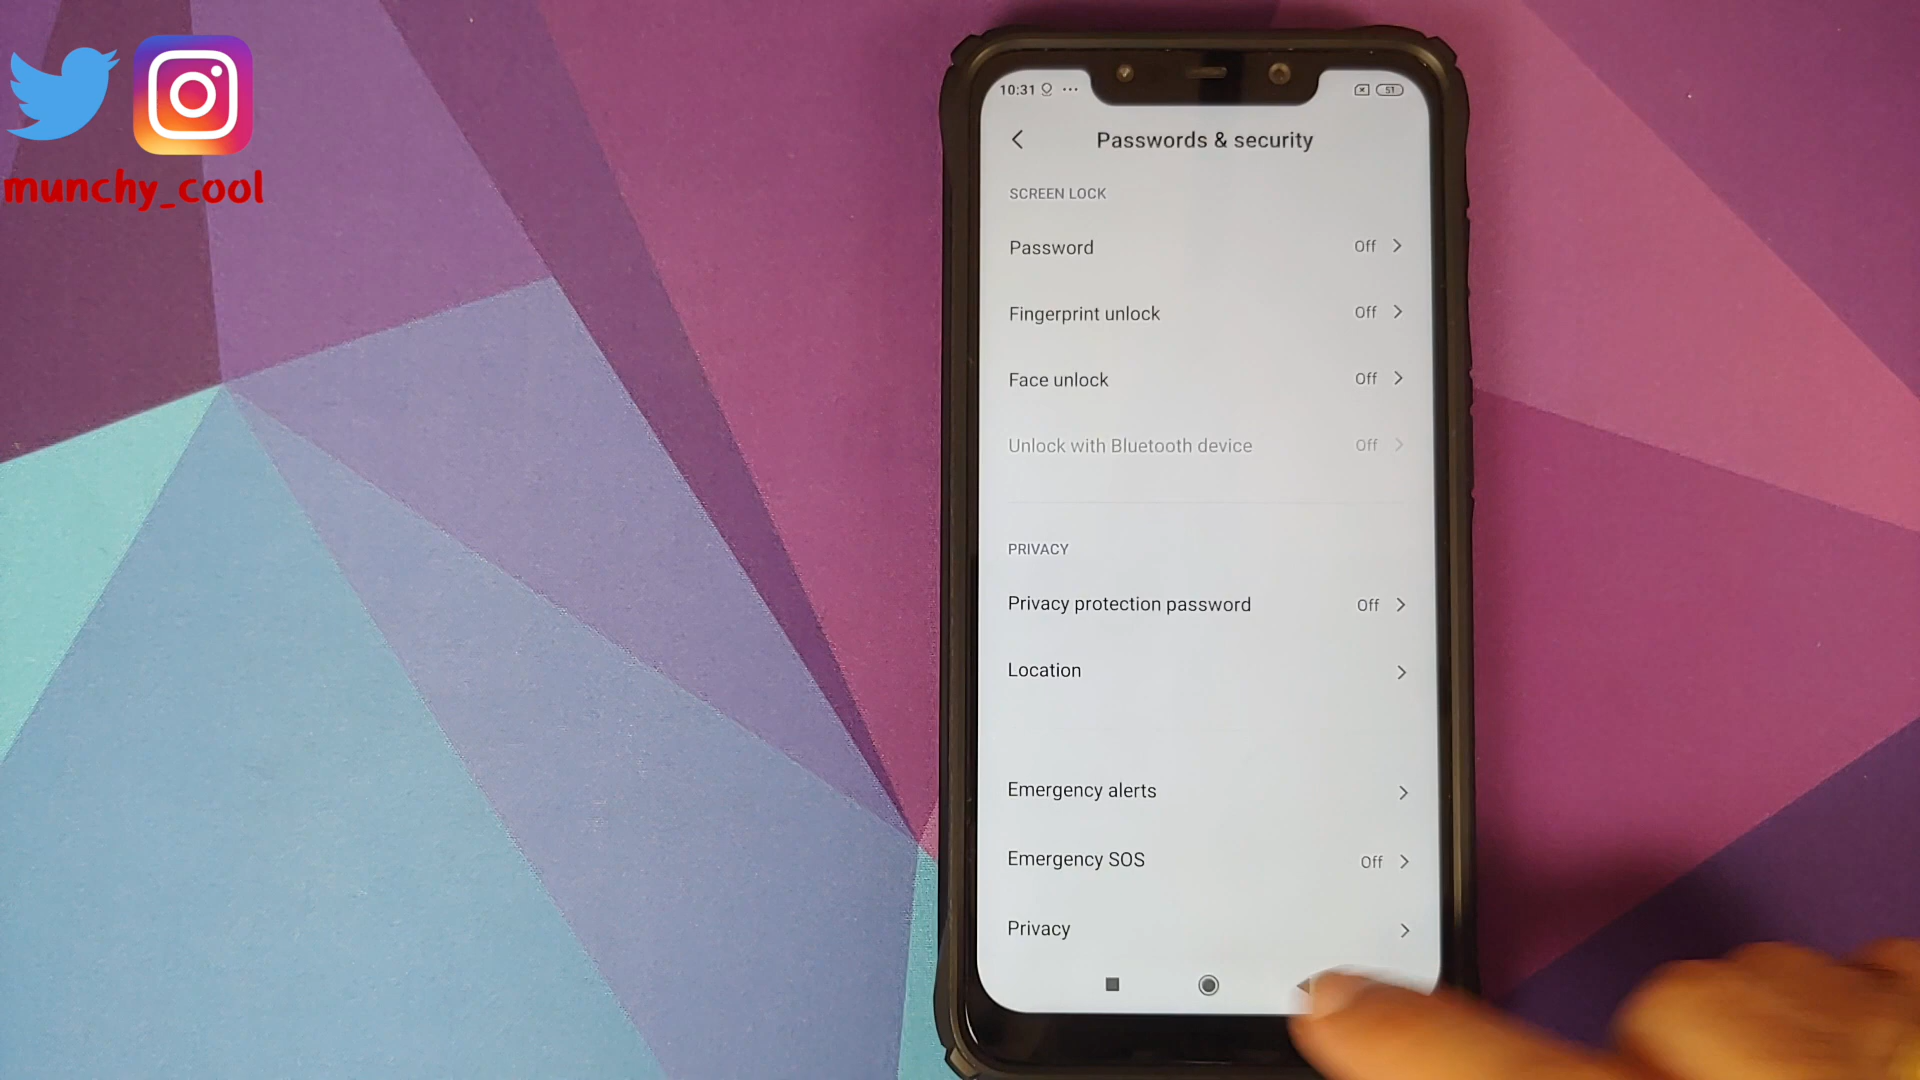 munchy_cool
10:31
51
Passwords & security
SCREEN LOCK
Password Off
Fingerprint unlock Off
Face unlock Off
Unlock with Bluetooth device Off
PRIVACY
Privacy protection password Off
Location
Emergency alerts
Emergency SOS Off
Privacy